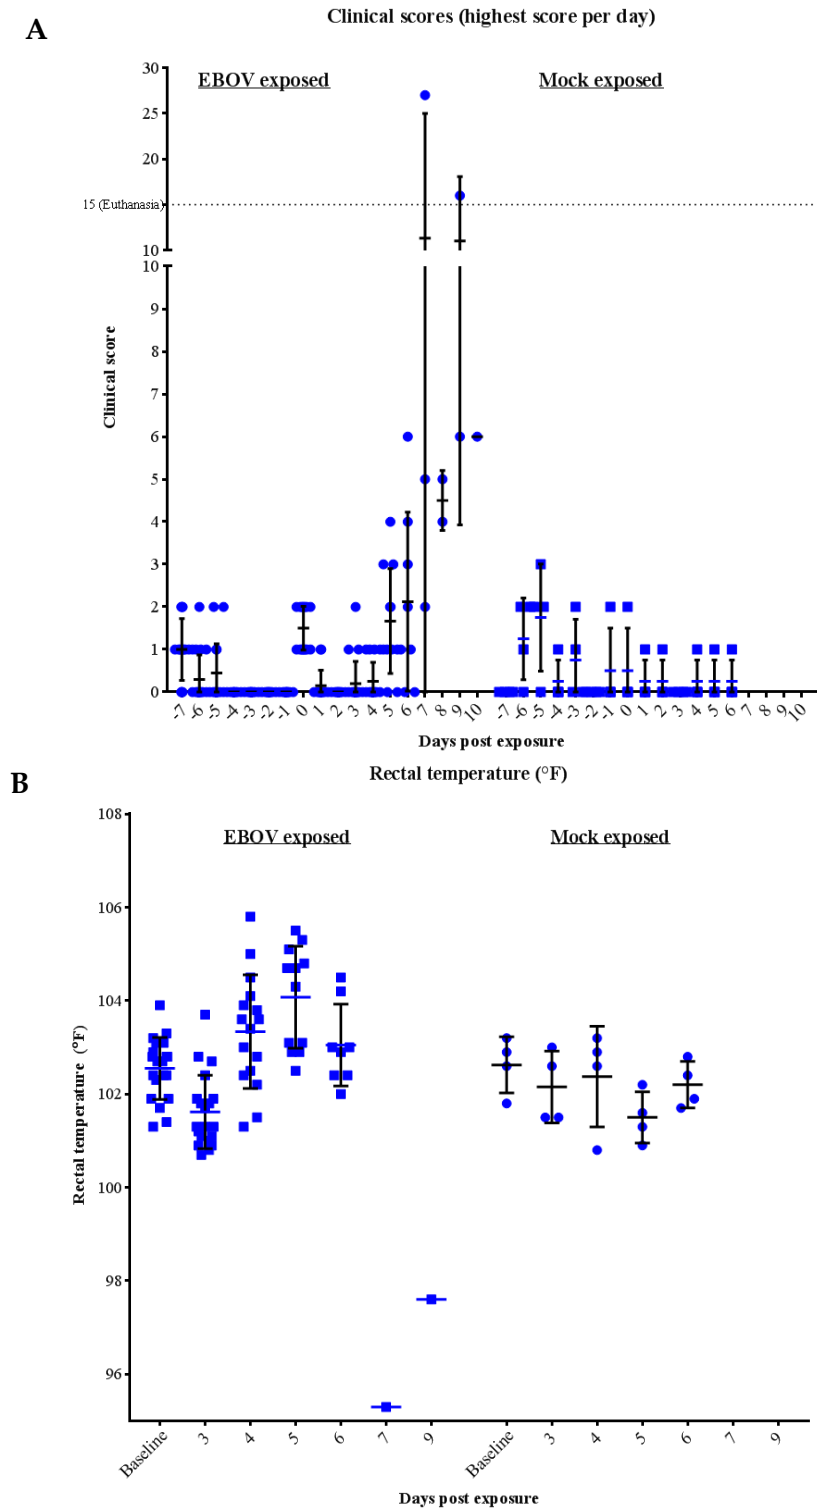 A
Clinical scores (highest score per day)
EBOV exposed
Mock exposed
30
25
20
15 (Euthanasia)
10
10
9
8
7
6
5
4
3
2
1
0
Clinical score
-7 -6 -5 -4 -3 -2 -1 0 1 2 3 4 5 6 7 8 9 10 -7 -6 -5 -4 -3 -2 -1 0 1 2 3 4 5 6 7 8 9 10
Days post exposure
B
Rectal temperature (°F)
EBOV exposed
Mock exposed
108
106
104
102
100
98
96
Rectal temperature (°F)
Baseline 3 4 5 6 7 9 Baseline 3 4 5 6 7 9
Days post exposure